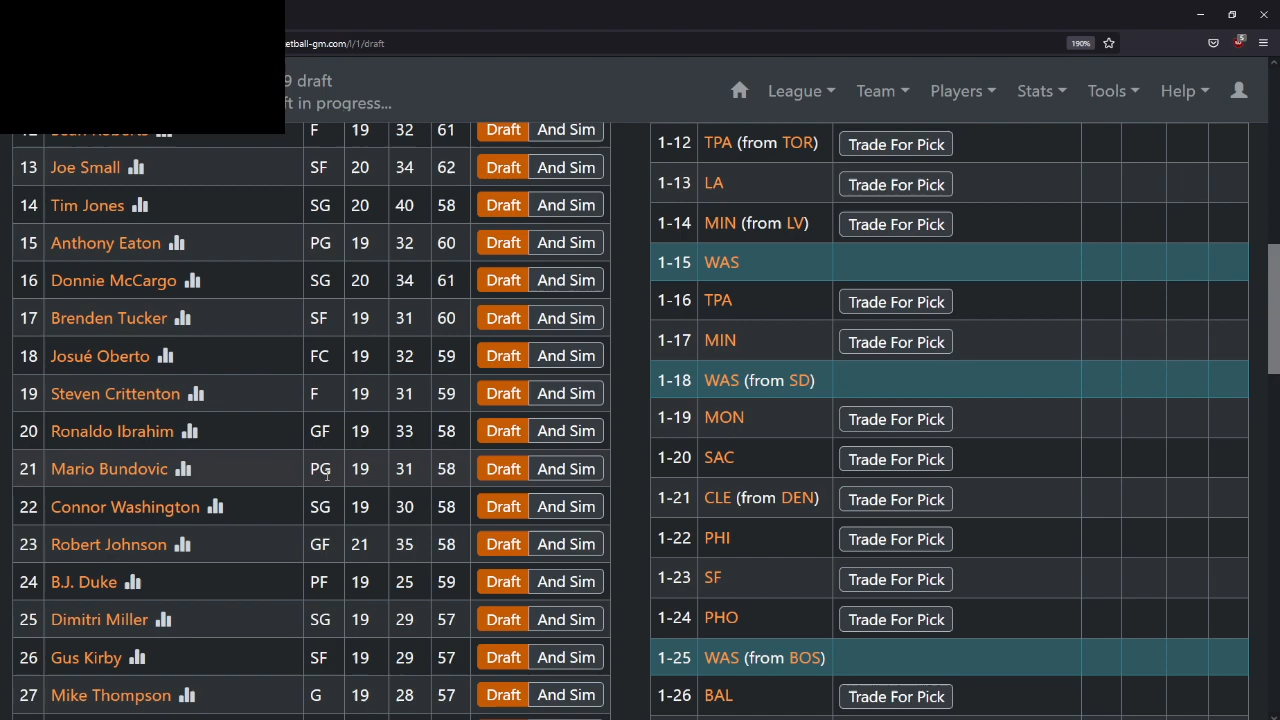 etball-gm.com/l/1/draft
190%
5
9 draft
ft in progress...
League
Team
Players
Stats
Tools
Help
F 19 32 61 Draft And Sim
13 Joe Small SF 20 34 62 Draft And Sim
14 Tim Jones SG 20 40 58 Draft And Sim
15 Anthony Eaton PG 19 32 60 Draft And Sim
16 Donnie McCargo SG 20 34 61 Draft And Sim
17 Brenden Tucker SF 19 31 60 Draft And Sim
18 Josué Oberto FC 19 32 59 Draft And Sim
19 Steven Crittenton F 19 31 59 Draft And Sim
20 Ronaldo Ibrahim GF 19 33 58 Draft And Sim
21 Mario Bundovic PG 19 31 58 Draft And Sim
22 Connor Washington SG 19 30 58 Draft And Sim
23 Robert Johnson GF 21 35 58 Draft And Sim
24 B.J. Duke PF 19 25 59 Draft And Sim
25 Dimitri Miller SG 19 29 57 Draft And Sim
26 Gus Kirby SF 19 29 57 Draft And Sim
27 Mike Thompson G 19 28 57 Draft And Sim
1-12 TPA (from TOR) Trade For Pick
1-13 LA Trade For Pick
1-14 MIN (from LV) Trade For Pick
1-15 WAS
1-16 TPA Trade For Pick
1-17 MIN Trade For Pick
1-18 WAS (from SD)
1-19 MON Trade For Pick
1-20 SAC Trade For Pick
1-21 CLE (from DEN) Trade For Pick
1-22 PHI Trade For Pick
1-23 SF Trade For Pick
1-24 PHO Trade For Pick
1-25 WAS (from BOS)
1-26 BAL Trade For Pick